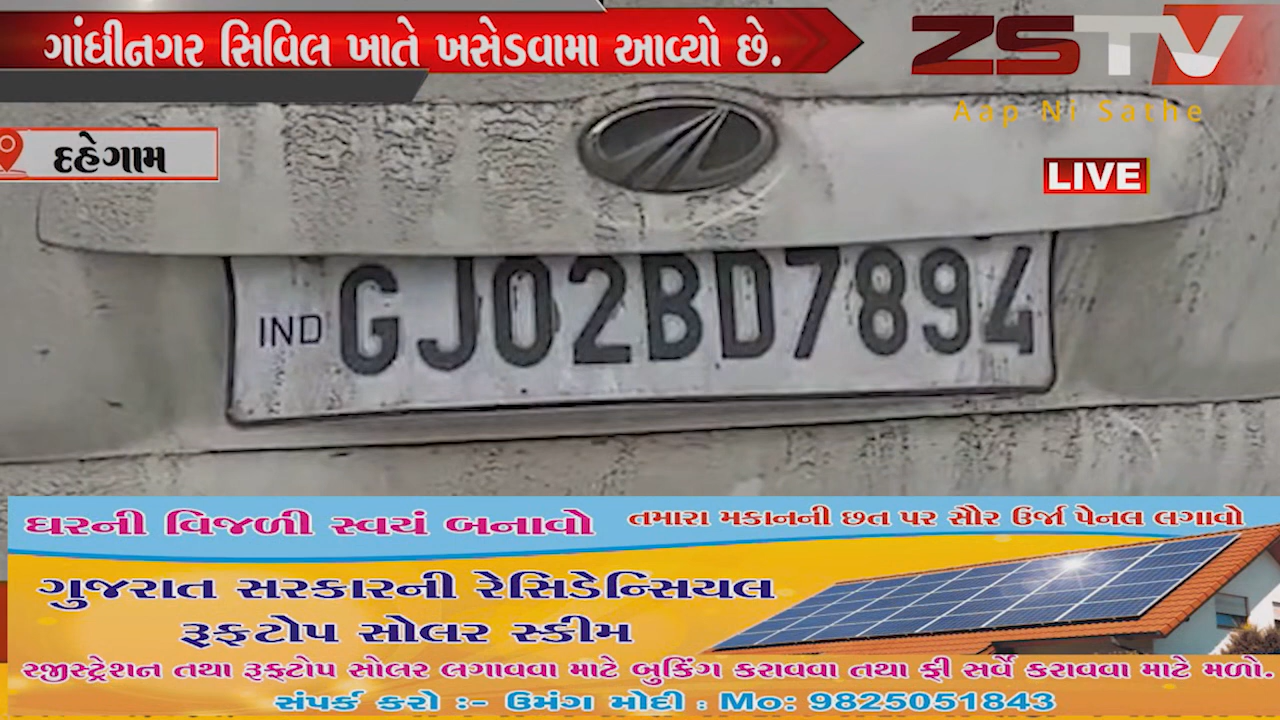 ગાંધીનગર સિવિલ ખાતે ખસેડવામા આવ્યો છે.
ZSTV
Aap Ni Sathe
દહેગામ
LIVE
IND GJ02BD7894
ઘરની વિજળી સ્વયં બનાવો
તમારા મકાનની છત પર સૌર ઉર્જા પેનલ લગાવો
ગુજરાત સરકારની રેસિડેન્સિયલ
રૂફટોપ સોલર સ્કીમ
રજીસ્ટ્રેશન તથા રૂફ્ટોપ સોલર લગાવવા માટે બુકિંગ કરાવવા તથા ફ્રી સર્વે કરાવવા માટે મળો.
સંપર્ક કરો :- ઉમંગ મોદી : Mo: 9825051843